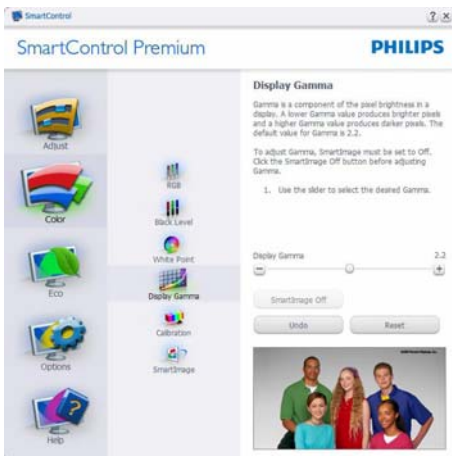 SmartControl
SmartControl Premium
PHILIPS
Adjust
Color
Eco
Options
Help
RGB
Black Level
White Point
Display Gamma
Calibration
SmartImage
Display Gamma
Gamma is a component of the pixel brightness in a
display. A lower Gamma value produces brighter pixels
and a higher Gamma value produces darker pixels. The
default value for Gamma is 2.2.
To adjust Gamma, SmartImage must be set to Off.
Click the SmartImage Off button before adjusting
Gamma.
1. Use the slider to select the desired Gamma.
Display Gamma 2.2
SmartImage Off
Undo Reset